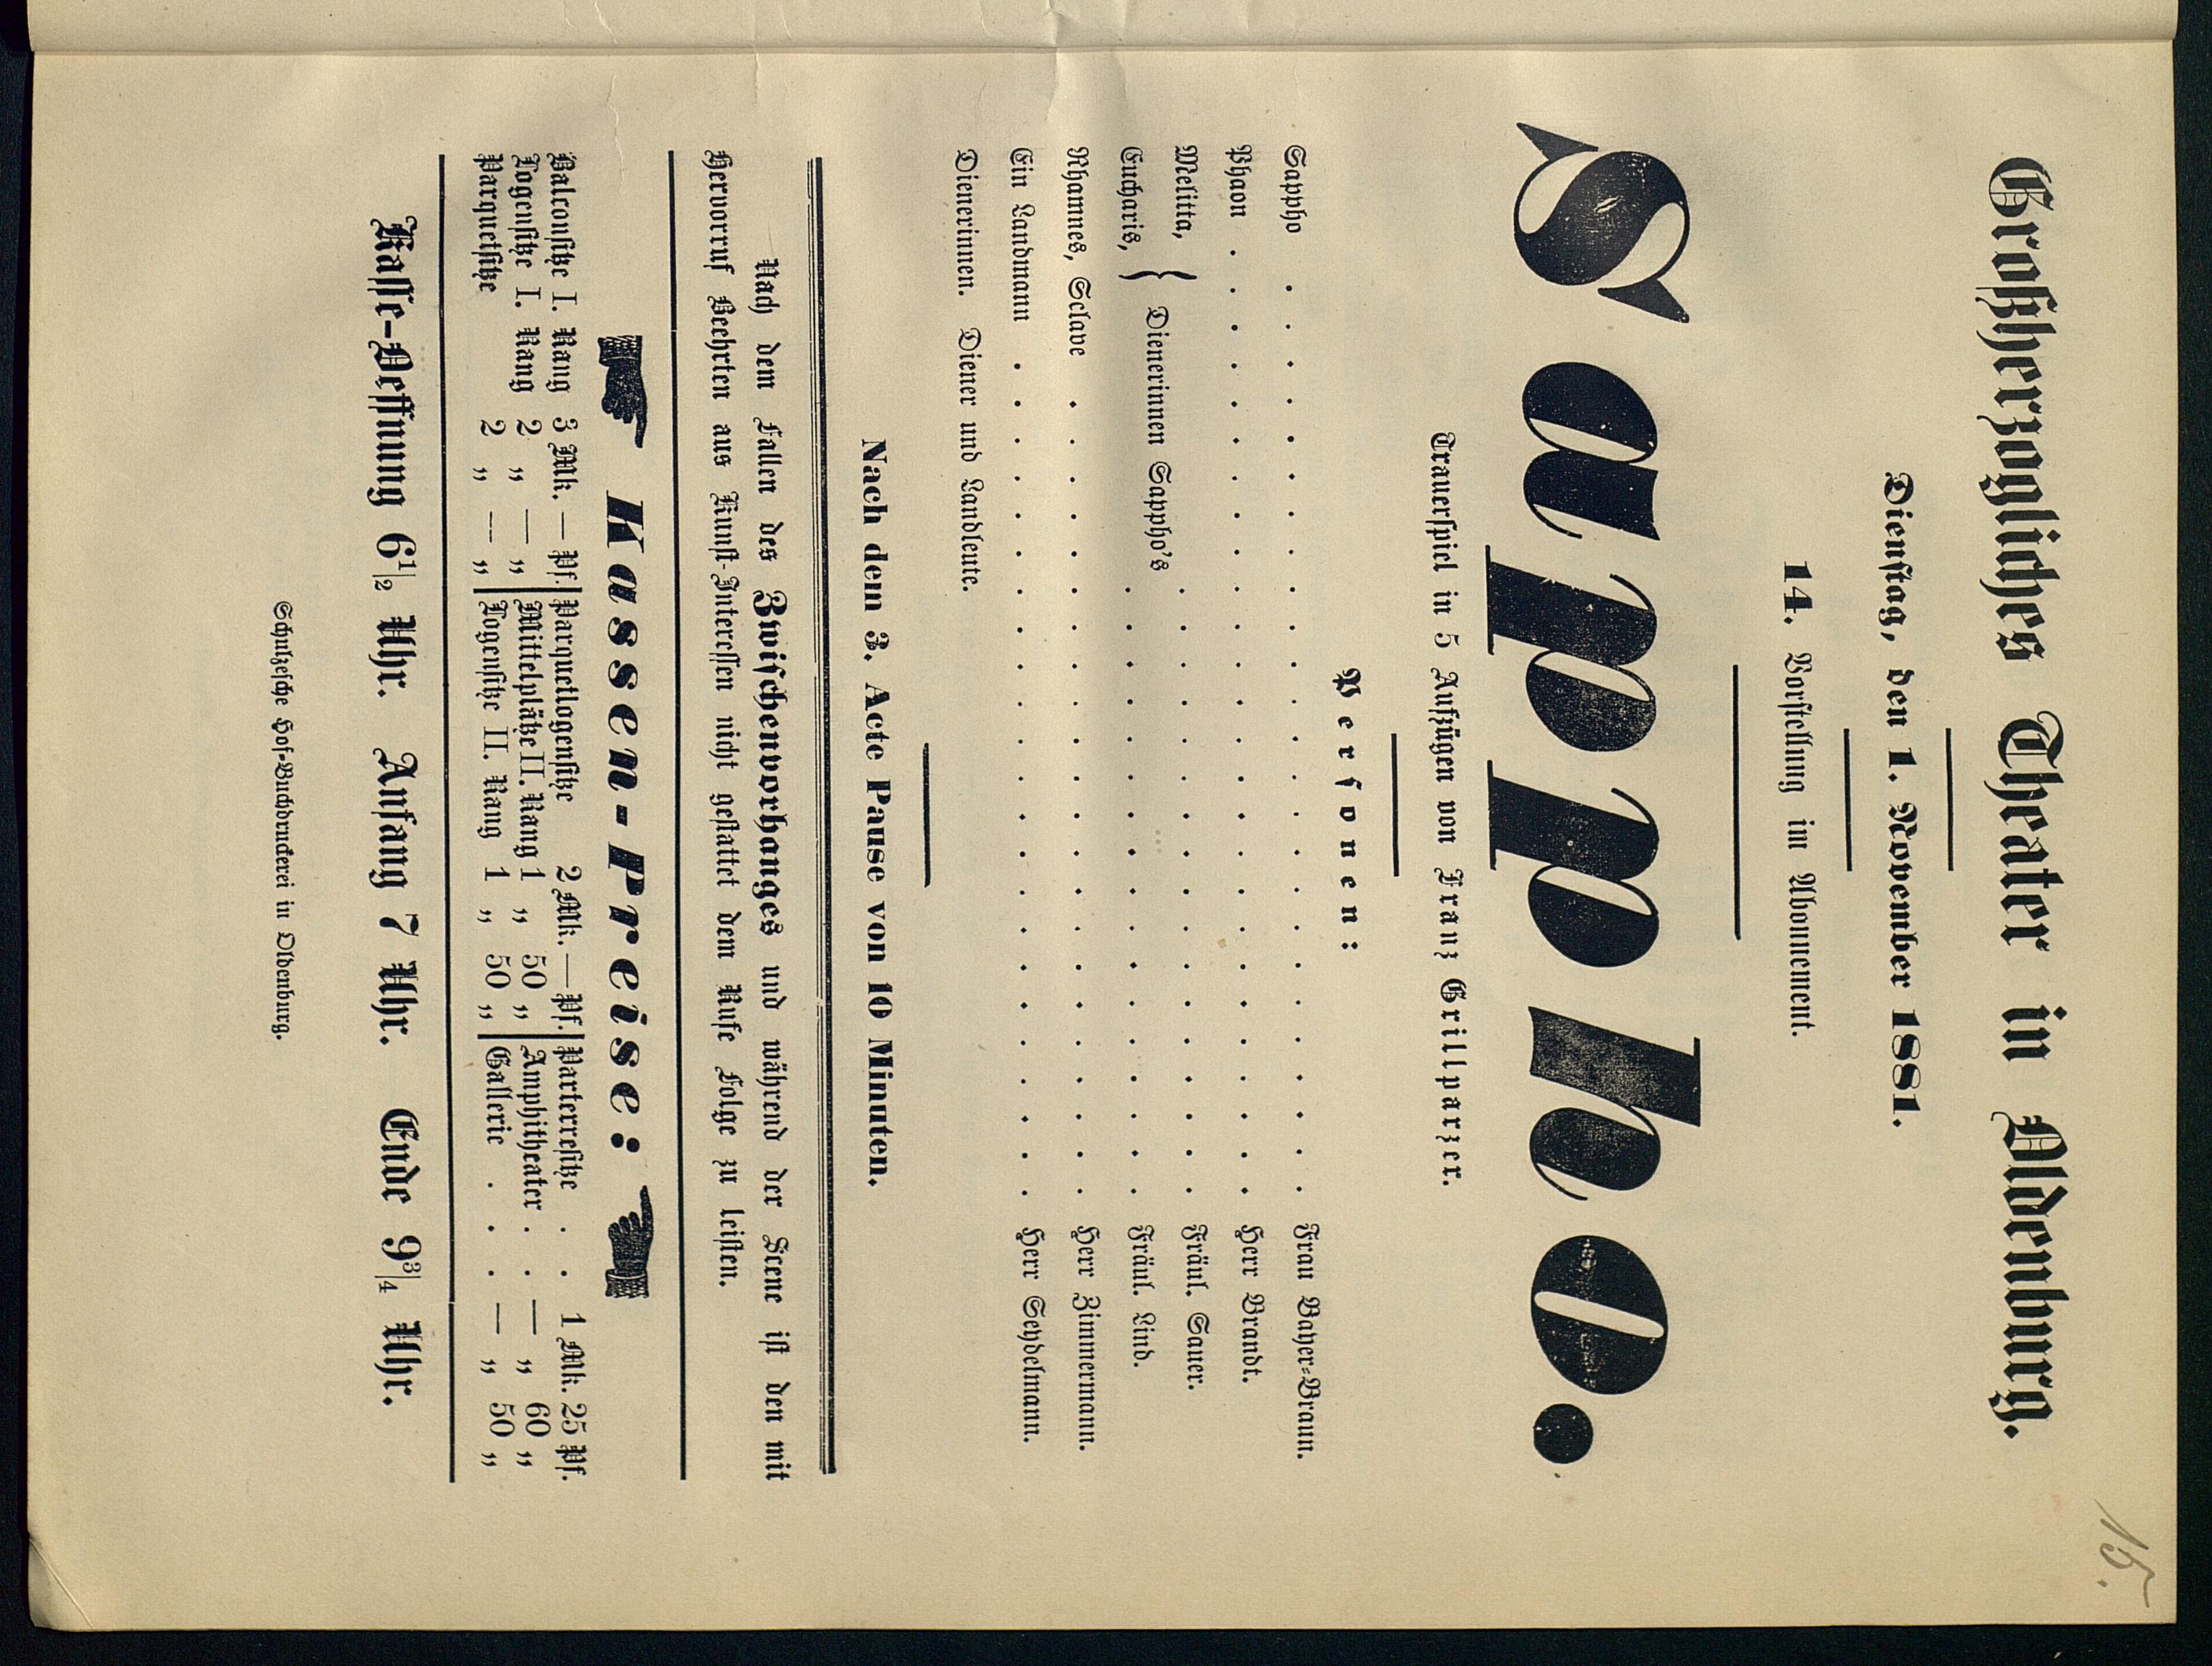 15.
Großherzogliches Theater in Oldenburg.
Dienstag, den 1. November 1881.
14. Vorstellung im Abonnement.
Sappho.
Trauerspiel in 5 Aufzügen von Franz Grillparzer.
Personen:
Sappho . . . . . . . . . . . . . . . . . . . . . . . . . Frau Bayer-Braun.
Phaon . . . . . . . . . . . . . . . . . . . . . . . . . . Herr Brandt.
Melitta, } Dienerinnen Sappho's . . . . . . . . . . . . . . . . . Fräul. Sauer.
Eucharis, } . . . . . . . . . . . . . . . . . Fräul. Lind.
Rhamnes, Sclave . . . . . . . . . . . . . . . . . . . . . . Herr Zimmermann.
Ein Landmann . . . . . . . . . . . . . . . . . . . . . . . Herr Seydelmann.
Dienerinnen. Diener und Landleute.
Nach dem 3. Acte Pause von 10 Minuten.
Nach dem Fallen des Zwischenvorhanges und während der Scene ist den mit
Hervorruf Beehrten aus Kunst-Interessen nicht gestattet dem Rufe Folge zu leisten.
Kassen-Preise:
Balconsitze I. Rang 3 Mk. — Pf. | Parquetlogensitze 2 Mk. — Pf. | Parterresitze . . 1 Mk. 25 Pf.
Logensitze I. Rang 2 „ — „ | Mittelplätze II. Rang 1 „ 50 „ | Amphitheater . . — „ 60 „
Parquetsitze 2 „ — „ | Logensitze II. Rang 1 „ 50 „ | Gallerie . . . — „ 50 „
Kasse-Oeffnung 6½ Uhr. Anfang 7 Uhr. Ende 9¾ Uhr.
Schulzesche Hof-Buchdruckerei in Oldenburg.